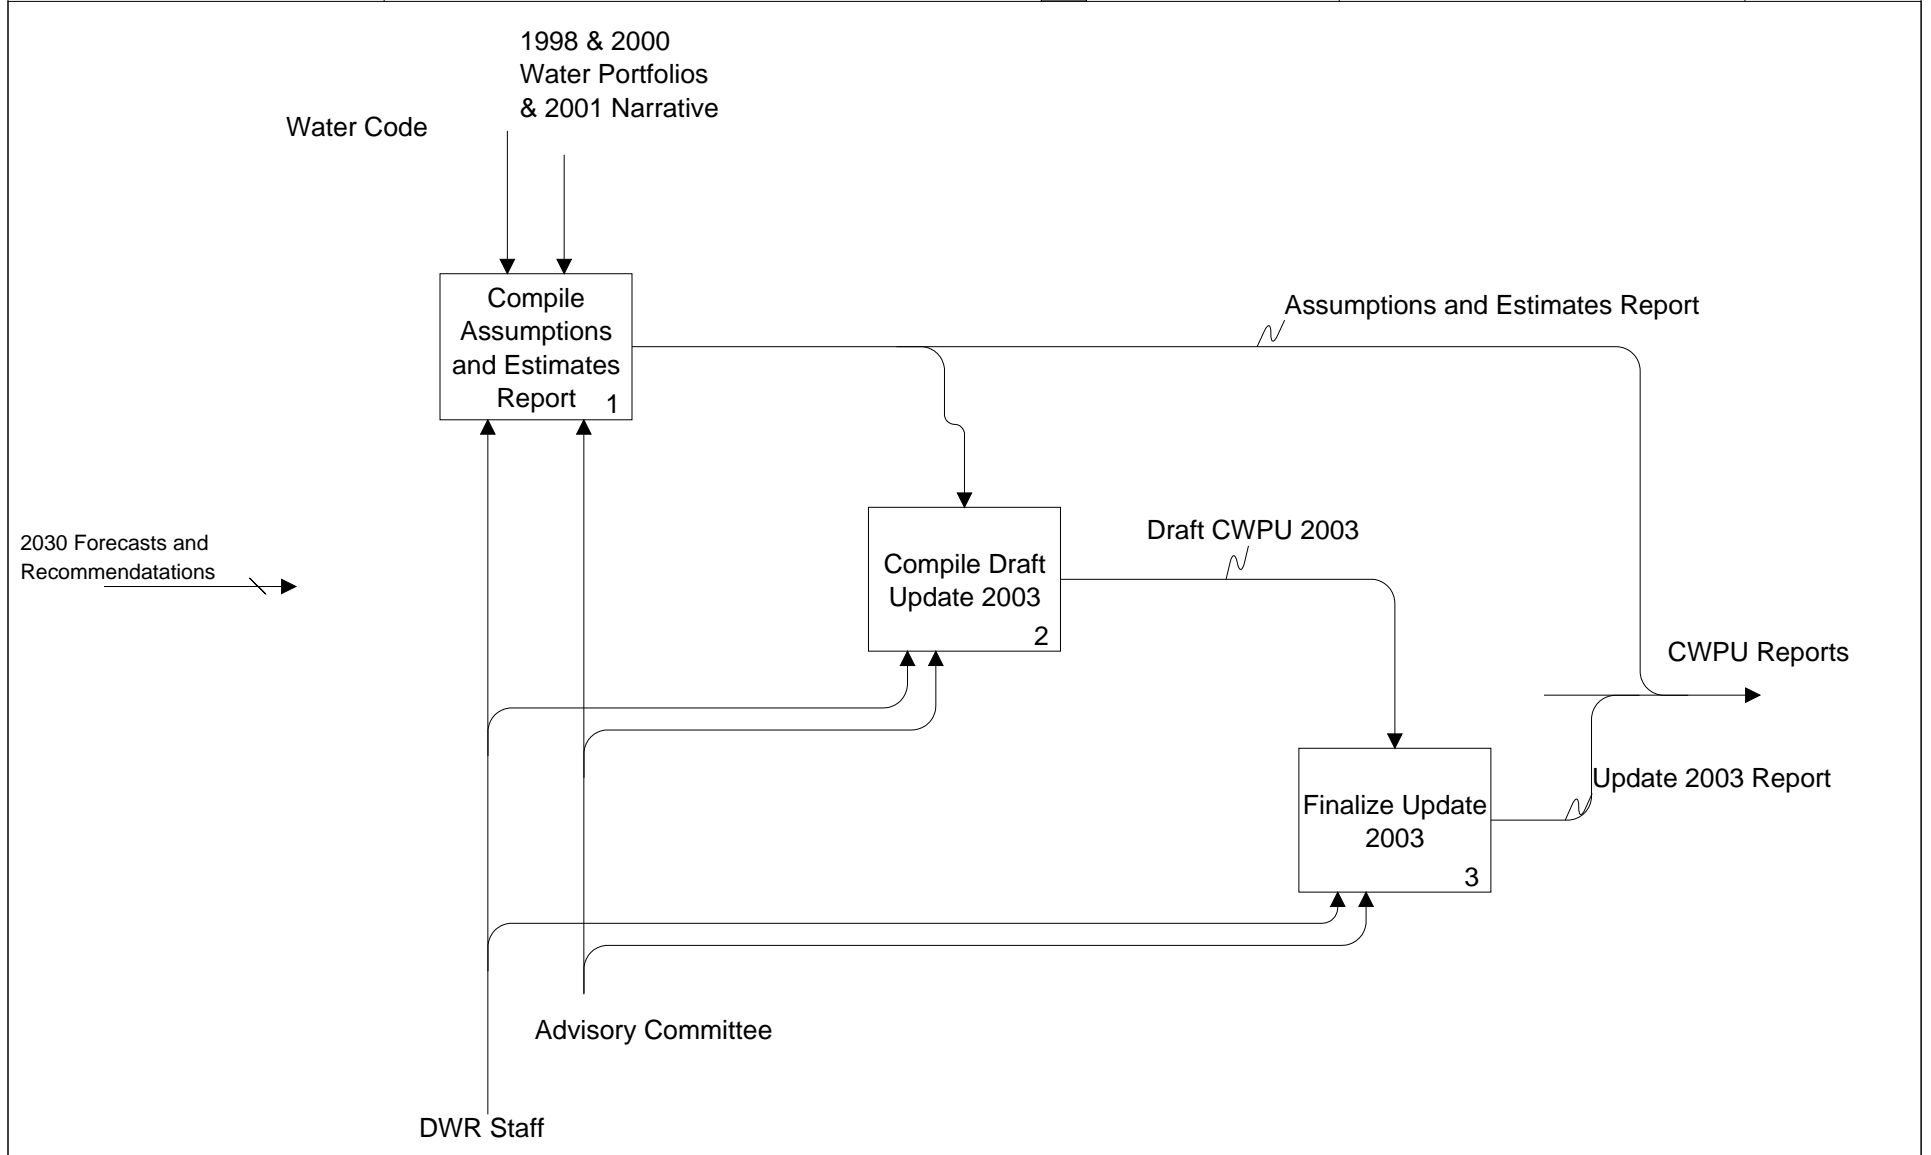 1998 & 2000
Water Portfolios
& 2001 Narrative
Water Code
Compile
Assumptions
and Estimates
Report
1
Assumptions and Estimates Report
2030 Forecasts and
Recommendatations
Compile Draft
Update 2003
2
Draft CWPU 2003
CWPU Reports
Finalize Update
2003
3
Update 2003 Report
Advisory Committee
DWR Staff